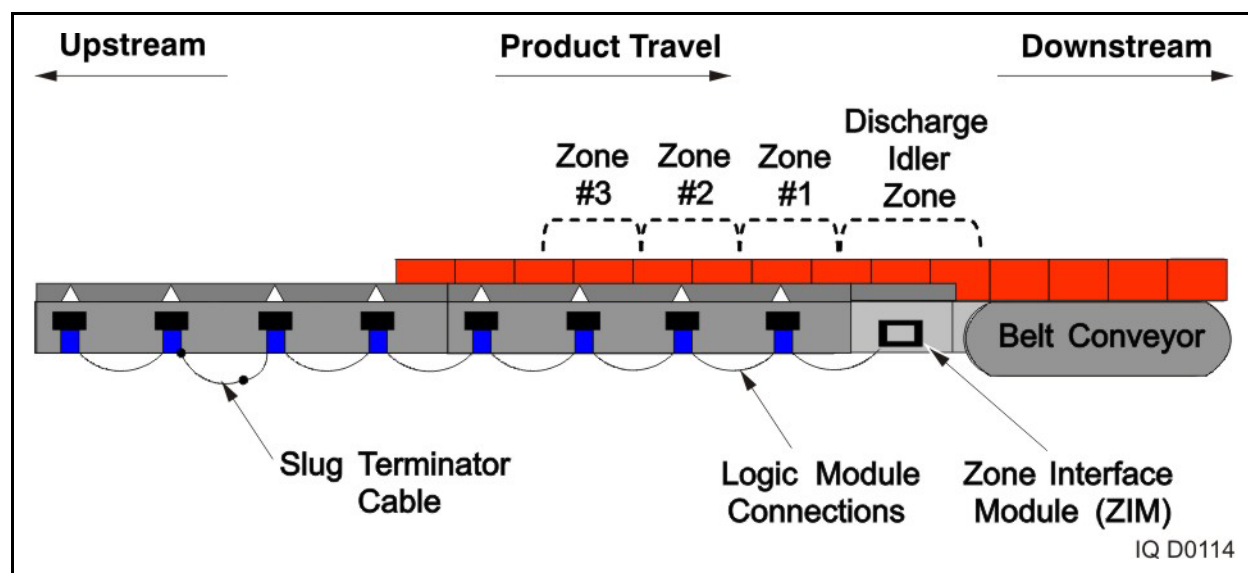 Upstream
Product Travel
Downstream
Zone
#3
Zone
#2
Zone
#1
Discharge
Idler
Zone
Belt Conveyor
Slug Terminator
Cable
Logic Module
Connections
Zone Interface
Module (ZIM)
IQ D0114